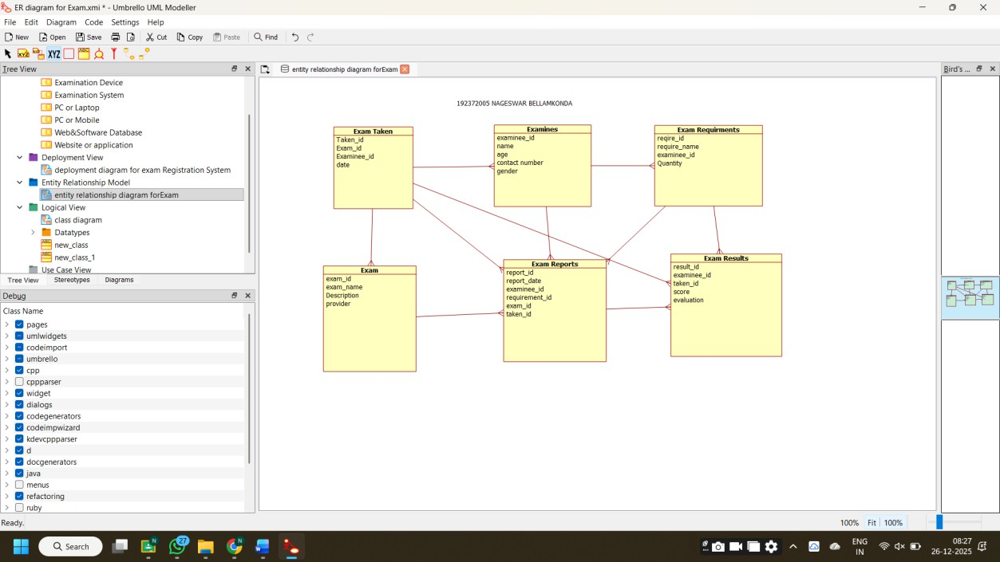 ER diagram for Exam.xmi * - Umbrello UML Modeller
File Edit Diagram Code Settings Help
New Open Save Cut Copy Paste Find
XYZ XYZ ABC
Tree View
Examination Device
Examination System
PC or Laptop
PC or Mobile
Web&Software Database
Website or application
Deployment View
deployment diagram for exam Registration System
Entity Relationship Model
entity relationship diagram forExam
Logical View
class diagram
Datatypes
new_class
new_class_1
Use Case View
Tree View Stereotypes Diagrams
Debug
Class Name
pages
umlwidgets
codeimport
umbrello
cpp
cppparser
widget
dialogs
codegenerators
codeimpwizard
kdevcppparser
d
docgenerators
java
menus
refactoring
ruby
entity relationship diagram forExam
192372005 NAGESWAR BELLAMKONDA
Exam Taken
Taken_id
Exam_id
Examinee_id
date
Examines
examinee_id
name
age
contact number
gender
Exam Requirments
reqire_id
require_name
examinee_id
Quantity
Exam
exam_id
exam_name
Description
provider
Exam Reports
report_id
report_date
examinee_id
requirement_id
exam_id
taken_id
Exam Results
result_id
examinee_id
taken_id
score
evaluation
Bird's ...
Ready.
100% Fit 100%
Search
27
N
N
ENG
IN
08:27
26-12-2025